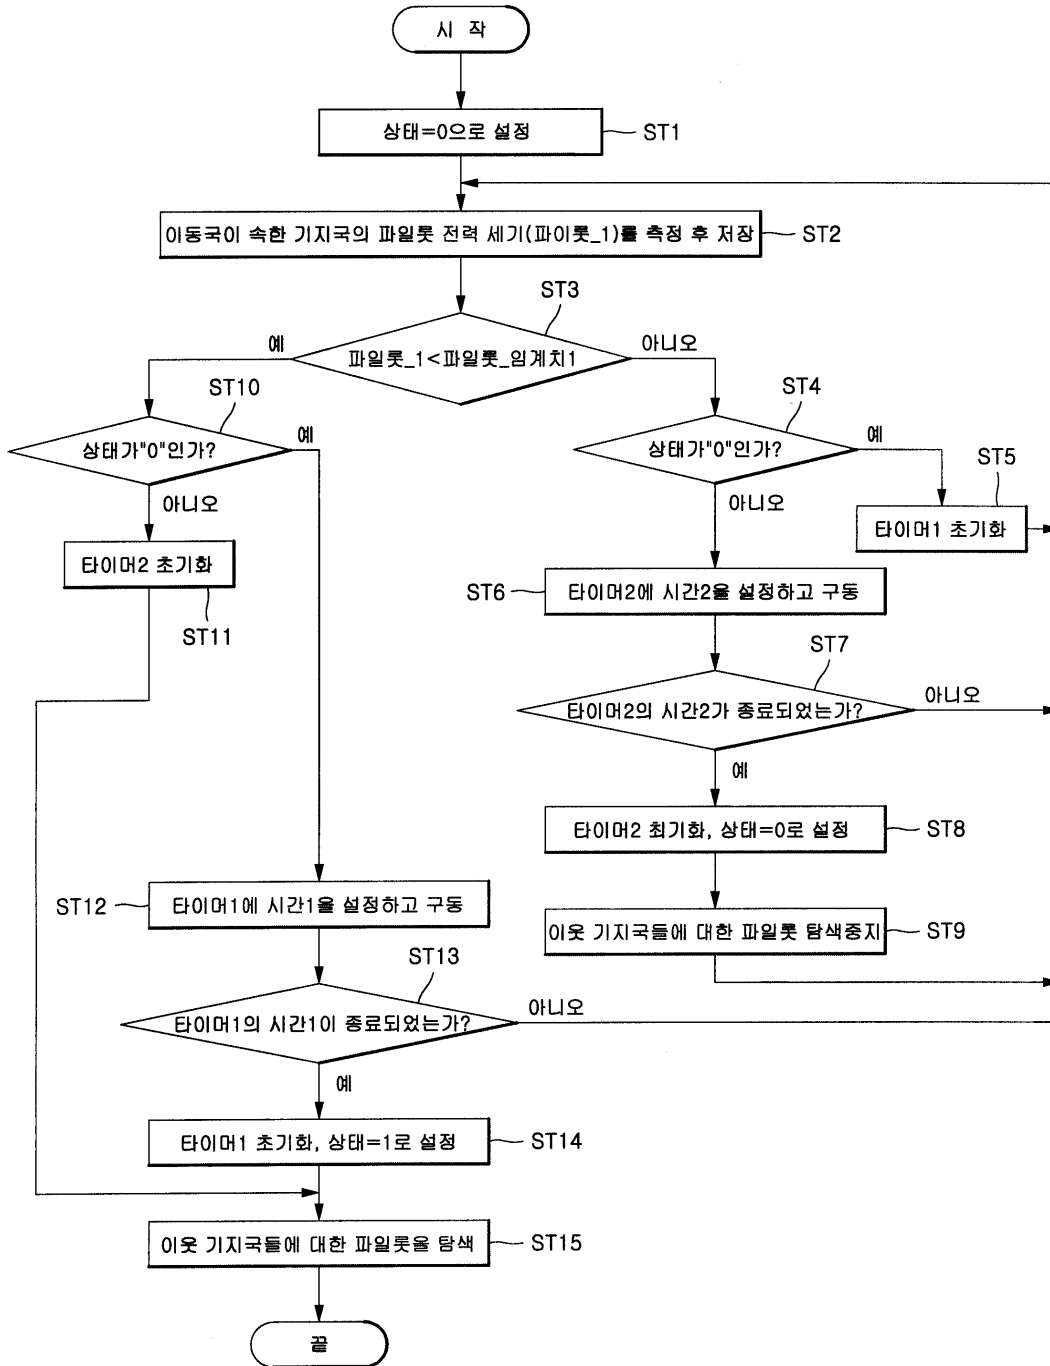 시 작
상태=0으로 설정
ST1
이동국이 속한 기지국의 파일롯 전력 세기(파이롯_1)를 측정 후 저장
ST2
ST3
파일롯_1<파일롯_임계치1
예
아니오
ST10
상태가"0"인가?
예
아니오
ST4
상태가"0"인가?
예
아니오
ST5
타이머1 초기화
타이머2 초기화
ST11
ST6
타이머2에 시간2을 설정하고 구동
ST7
타이머2의 시간2가 종료되었는가?
아니오
예
타이머2 최기화, 상태=0로 설정
ST8
이웃 기지국들에 대한 파일롯 탐색중지
ST9
ST12
타이머1에 시간1을 설정하고 구동
ST13
타이머1의 시간1이 종료되었는가?
아니오
예
타이머1 초기화, 상태=1로 설정
ST14
이웃 기지국들에 대한 파일롯을 탐색
ST15
끝